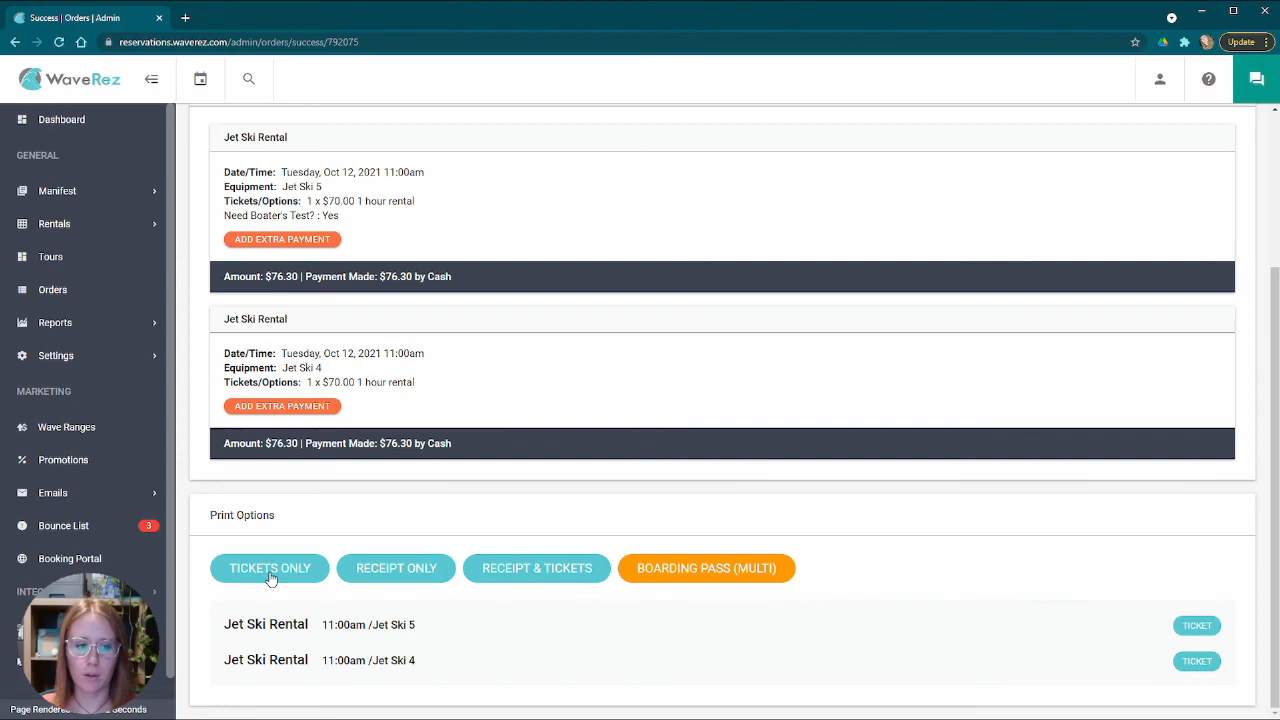 Success | Orders | Admin
Update
reservations.waverez.com/admin/orders/success/792075
WaveRez
Dashboard
GENERAL
Manifest
Rentals
Tours
Orders
Reports
Settings
MARKETING
Wave Ranges
Promotions
Emails
Bounce List
3
Booking Portal
Page Rendered
Seconds
Jet Ski Rental
Date/Time: Tuesday, Oct 12, 2021 11:00am
Equipment: Jet Ski 5
Tickets/Options: 1 x $70.00 1 hour rental
Need Boater's Test? : Yes
ADD EXTRA PAYMENT
Amount: $76.30 | Payment Made: $76.30 by Cash
Jet Ski Rental
Date/Time: Tuesday, Oct 12, 2021 11:00am
Equipment: Jet Ski 4
Tickets/Options: 1 x $70.00 1 hour rental
ADD EXTRA PAYMENT
Amount: $76.30 | Payment Made: $76.30 by Cash
Print Options
TICKETS ONLY RECEIPT ONLY RECEIPT & TICKETS BOARDING PASS (MULTI)
Jet Ski Rental 11:00am /Jet Ski 5 TICKET
Jet Ski Rental 11:00am /Jet Ski 4 TICKET